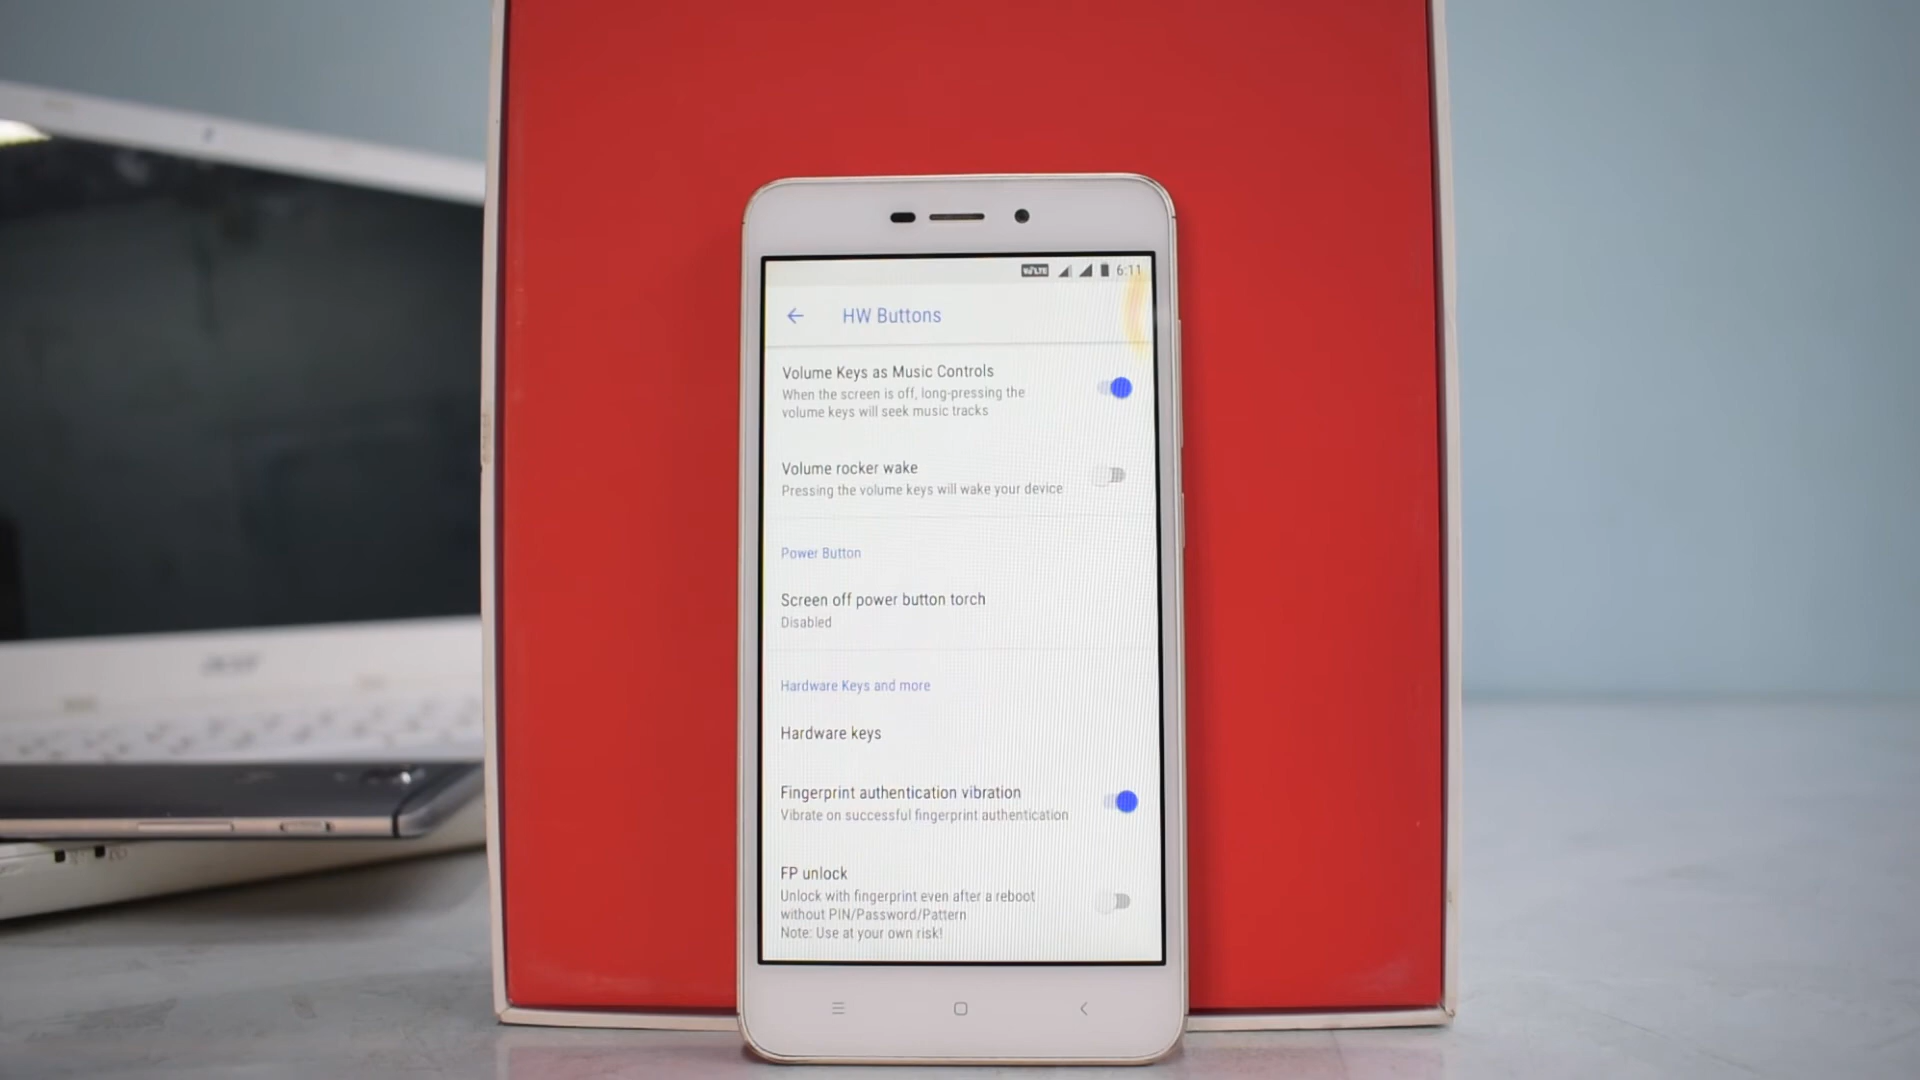 VoLTE 6:11
HW Buttons
Volume Keys as Music Controls
When the screen is off, long-pressing the
volume keys will seek music tracks
Volume rocker wake
Pressing the volume keys will wake your device
Power Button
Screen off power button torch
Disabled
Hardware Keys and more
Hardware keys
Fingerprint authentication vibration
Vibrate on successful fingerprint authentication
FP unlock
Unlock with fingerprint even after a reboot
without PIN/Password/Pattern
Note: Use at your own risk!
acer